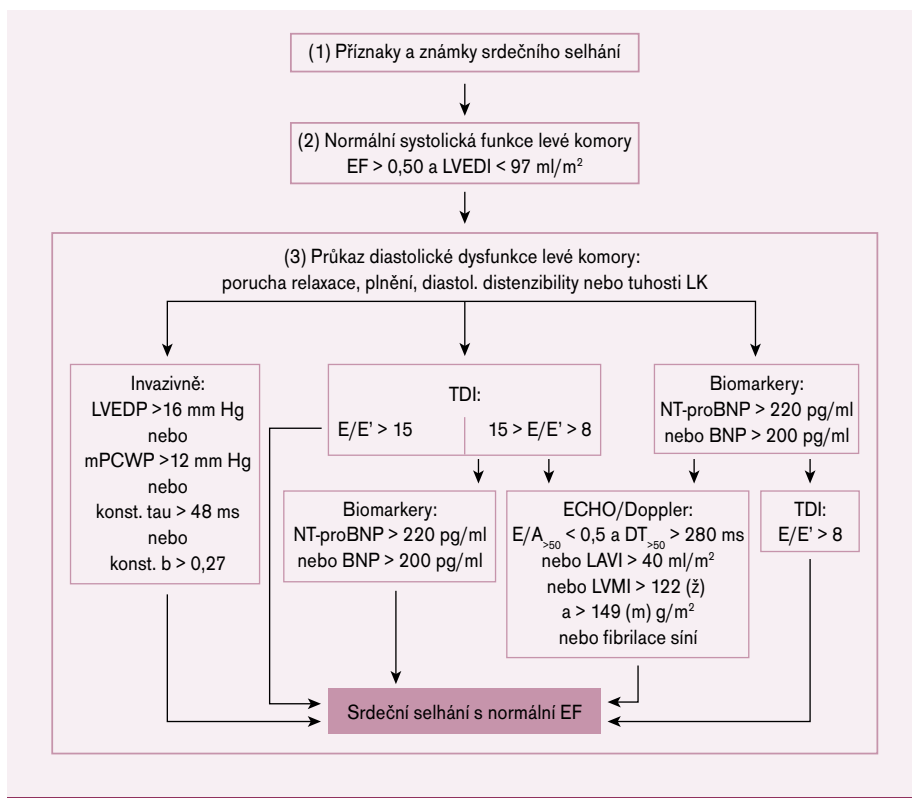 (1) Příznaky a známky srdečního selhání
(2) Normální systolická funkce levé komory
EF > 0,50 a LVEDI < 97 ml/m²
(3) Průkaz diastolické dysfunkce levé komory:
porucha relaxace, plnění, diastol. distenzibility nebo tuhosti LK
Invazivně:
LVEDP >16 mm Hg
nebo
mPCWP >12 mm Hg
nebo
konst. tau > 48 ms
nebo
konst. b > 0,27
TDI:
E/E' > 15
15 > E/E' > 8
Biomarkery:
NT-proBNP > 220 pg/ml
nebo BNP > 200 pg/ml
Biomarkery:
NT-proBNP > 220 pg/ml
nebo BNP > 200 pg/ml
ECHO/Doppler:
E/A>50 < 0,5 a DT>50 > 280 ms
nebo LAVI > 40 ml/m²
nebo LVMI > 122 (ž)
a > 149 (m) g/m²
nebo fibrilace síní
TDI:
E/E' > 8
Srdeční selhání s normální EF